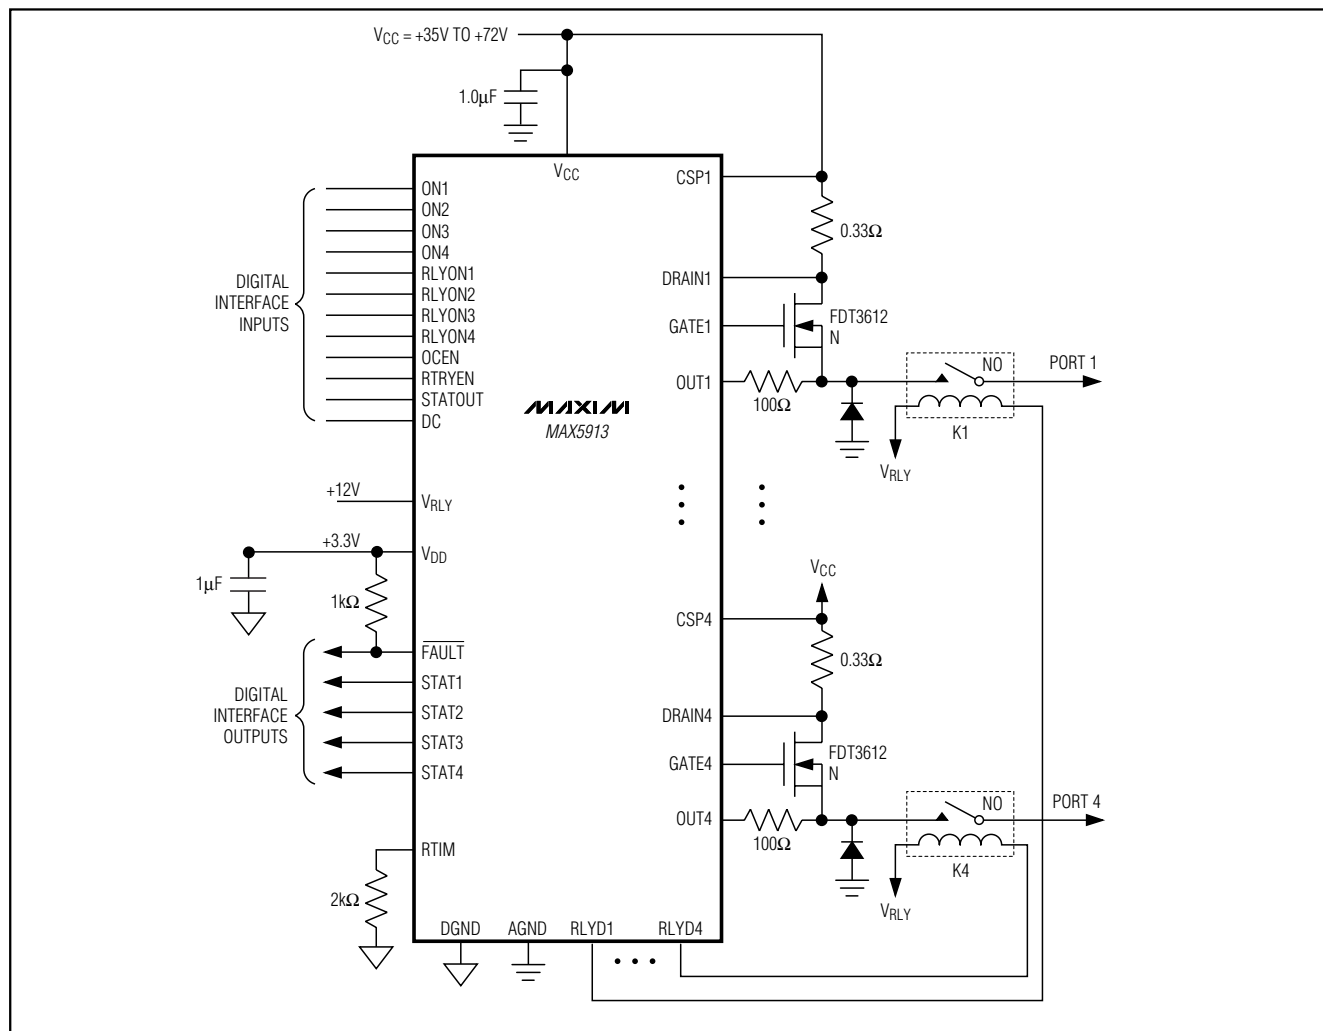 VCC = +35V TO +72V
1.0µF
VCC
CSP1
ON1
ON2
ON3
ON4
RLYON1
RLYON2
RLYON3
RLYON4
OCEN
RTRYEN
STATOUT
DC
DIGITAL
INTERFACE
INPUTS
0.33Ω
DRAIN1
GATE1
FDT3612
N
OUT1
100Ω
NO
PORT 1
K1
VRLY
MAXIM
MAX5913
+12V
VRLY
+3.3V
VDD
1µF
1kΩ
FAULT
STAT1
STAT2
STAT3
STAT4
DIGITAL
INTERFACE
OUTPUTS
VCC
CSP4
0.33Ω
DRAIN4
GATE4
FDT3612
N
OUT4
100Ω
NO
PORT 4
K4
VRLY
RTIM
2kΩ
DGND
AGND
RLYD1
RLYD4